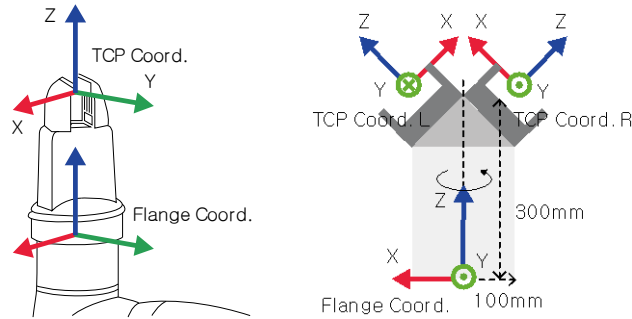 Z
TCP Coord.
Y
X
Flange Coord.
Z
X
X
Z
Y
Y
TCP Coord. L
TCP Coord. R
Z
300mm
X
Y
Flange Coord.
100mm